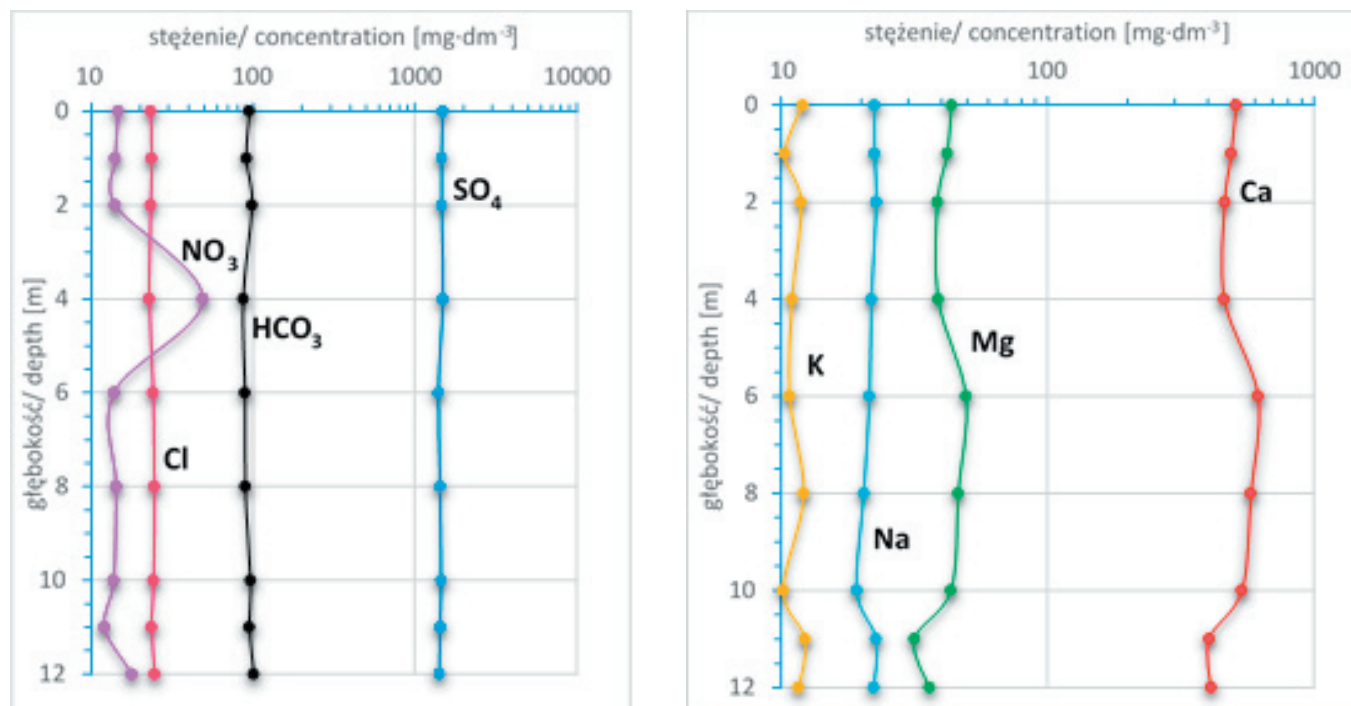 stężenie/ concentration [mg·dm⁻³]
10 100 1000 10000
0
2
4
6
8
10
12
głębokość/ depth [m]
NO₃
Cl
HCO₃
SO₄
stężenie/ concentration [mg·dm⁻³]
10 100 1000
0
2
4
6
8
10
12
głębokość/ depth [m]
K
Na
Mg
Ca